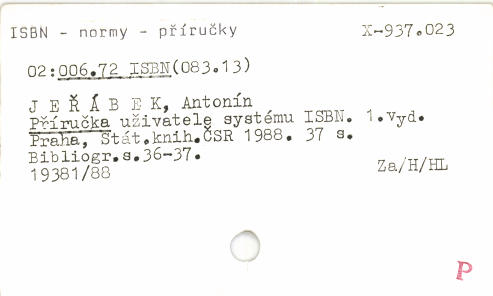 ISBN - normy - příručky X-937.023
02:006.72 ISBN(083.13)
J E Ř Á B E K, Antonín
Příručka uživatele systému ISBN. 1.vyd.
Praha, Stát.knih.ČSR 1988. 37 s.
Bibliogr.s.36-37.
19381/88 Za/H/HL
P